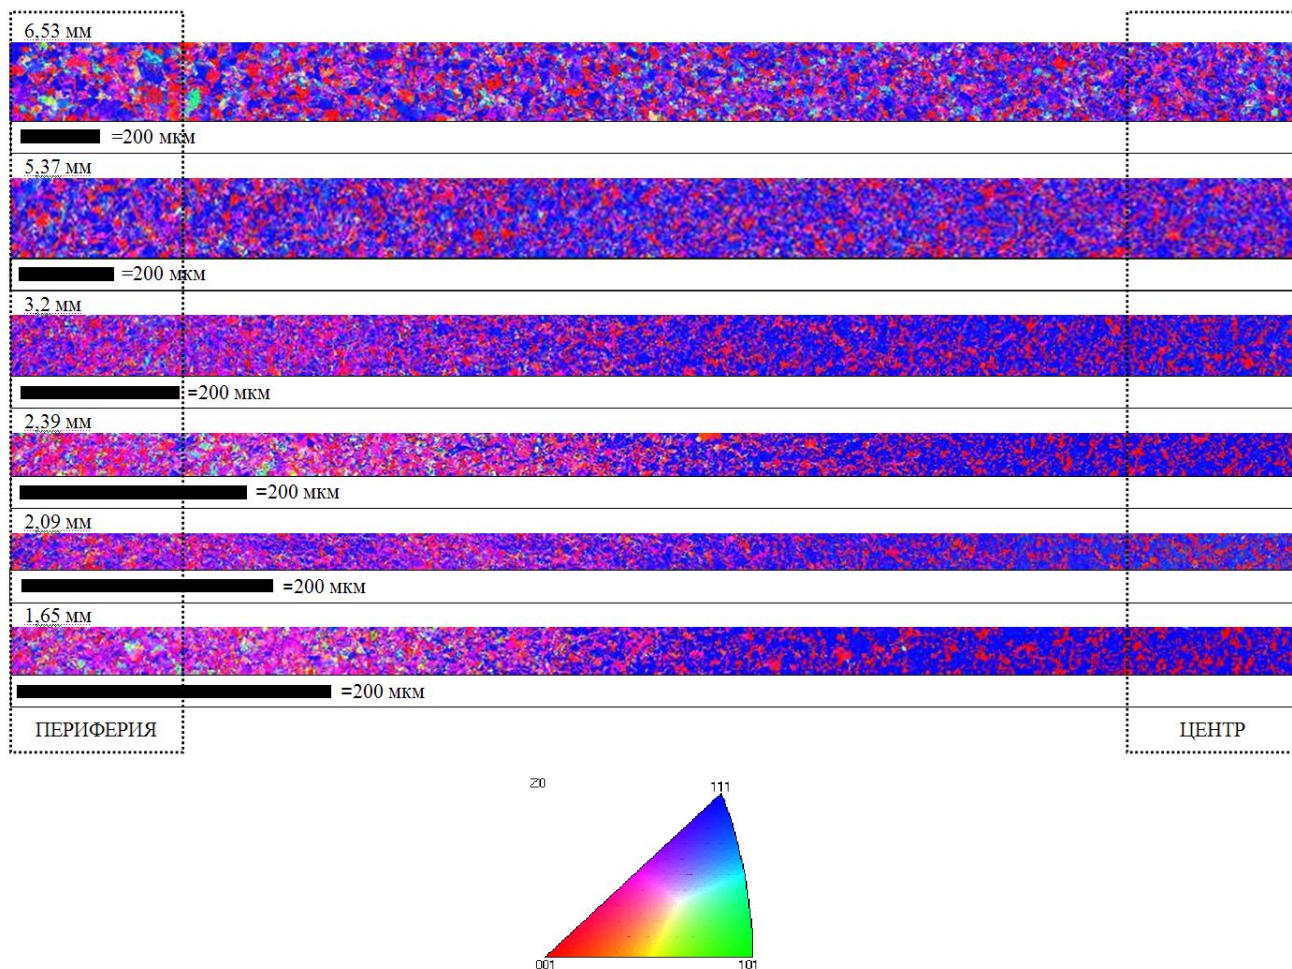 6,53 мм
=200 мкм
5,37 мм
=200 мкм
3,2 мм
=200 мкм
2,39 мм
=200 мкм
2,09 мм
=200 мкм
1,65 мм
=200 мкм
ПЕРИФЕРИЯ ЦЕНТР
Z0 111
001 101